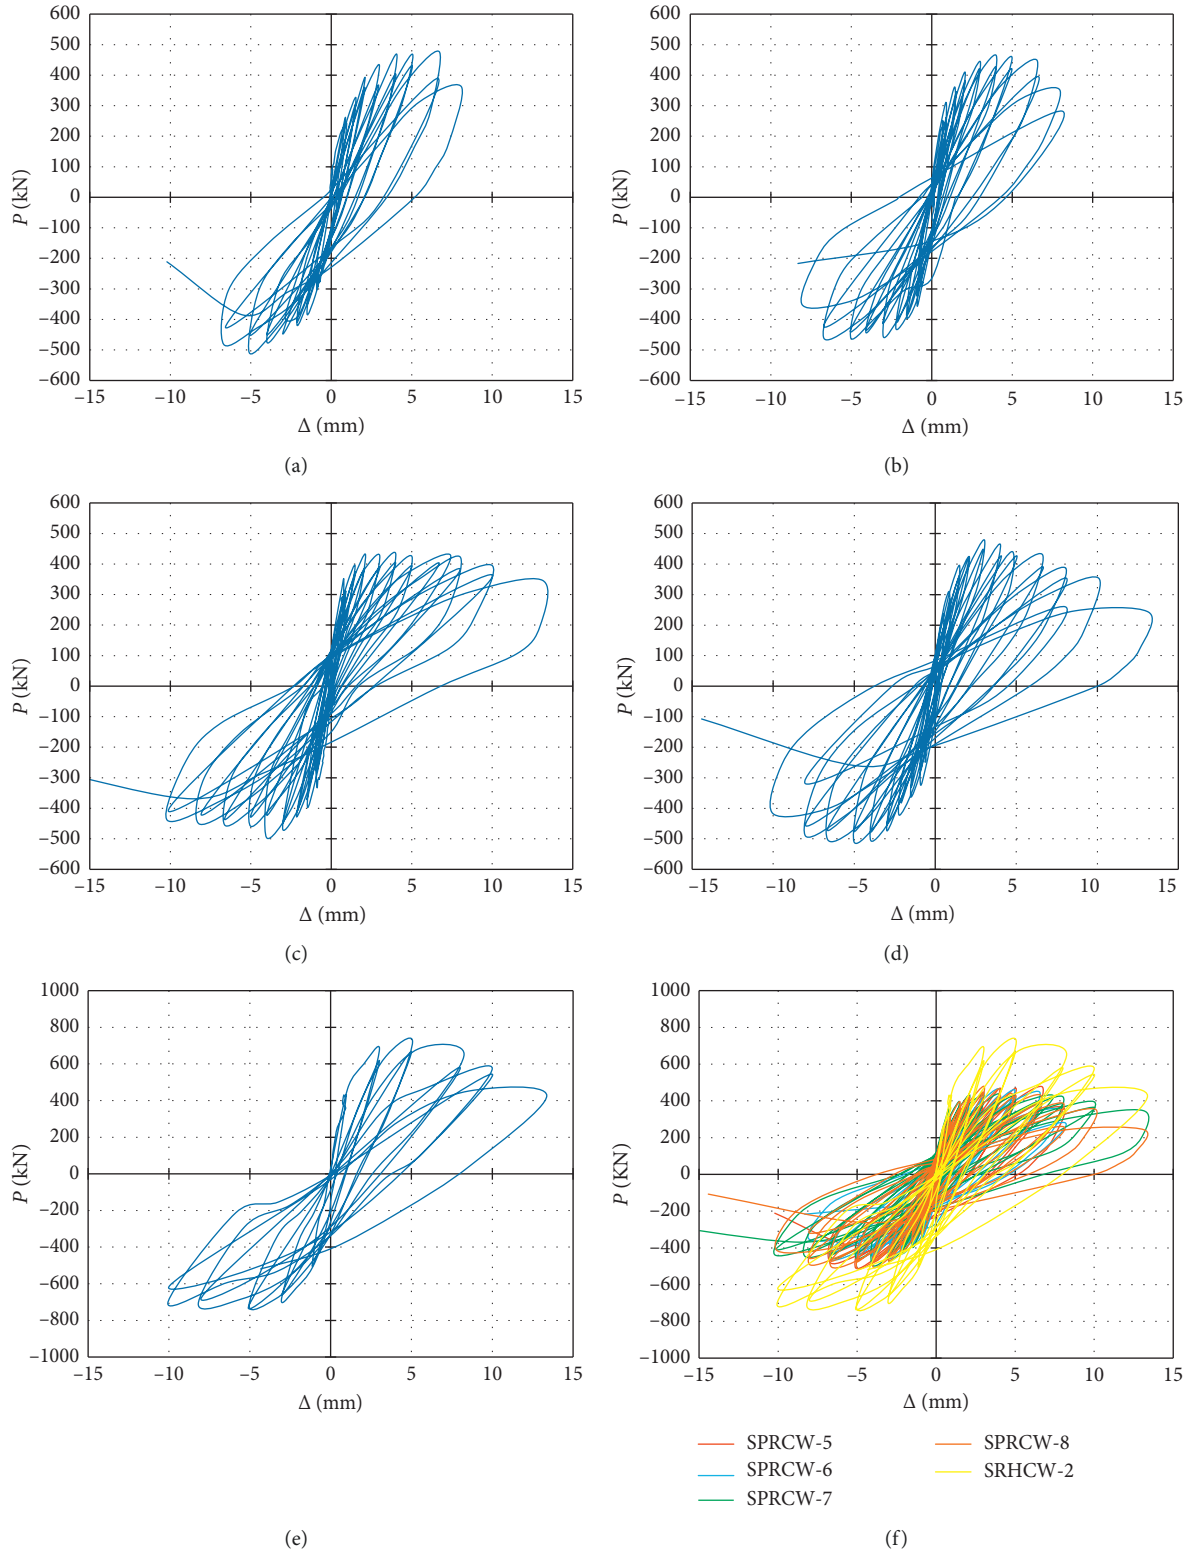 600
500
400
300
200
100
0
–100
–200
–300
–400
–500
–600
P (kN)
–15 –10 –5 0 5 10 15
Δ (mm)
(a)
600
500
400
300
200
100
0
–100
–200
–300
–400
–500
–600
P (kN)
–15 –10 –5 0 5 10 15
Δ (mm)
(b)
600
500
400
300
200
100
0
–100
–200
–300
–400
–500
–600
P (kN)
–15 –10 –5 0 5 10 15
Δ (mm)
(c)
600
500
400
300
200
100
0
–100
–200
–300
–400
–500
–600
P (kN)
–15 –10 –5 0 5 10 15
Δ (mm)
(d)
1000
800
600
400
200
0
–200
–400
–600
–800
–1000
P (kN)
–15 –10 –5 0 5 10 15
Δ (mm)
(e)
1000
800
600
400
200
0
–200
–400
–600
–800
–1000
P (KN)
–15 –10 –5 0 5 10 15
Δ (mm)
SPRCW-5
SPRCW-6
SPRCW-7
SPRCW-8
SRHCW-2
(f)